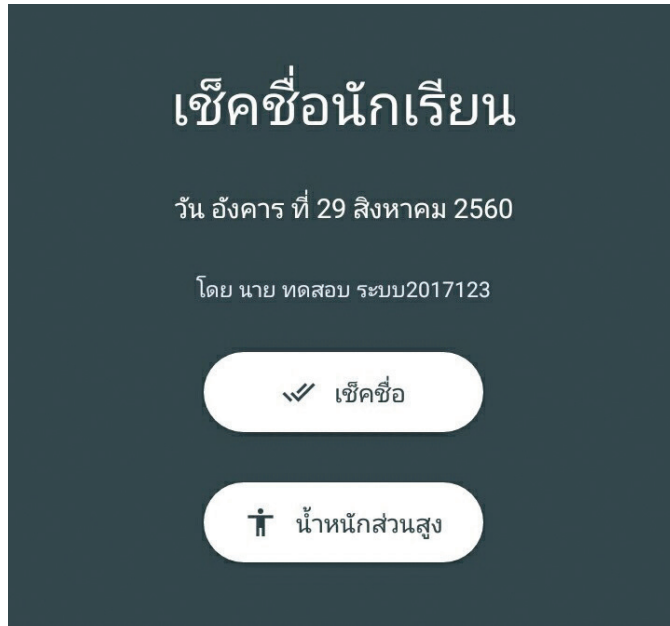 เช็คชื่อนักเรียน
วัน อังคาร ที่ 29 สิงหาคม 2560
โดย นาย ทดสอบ ระบบ2017123
เช็คชื่อ
น้ำหนักส่วนสูง